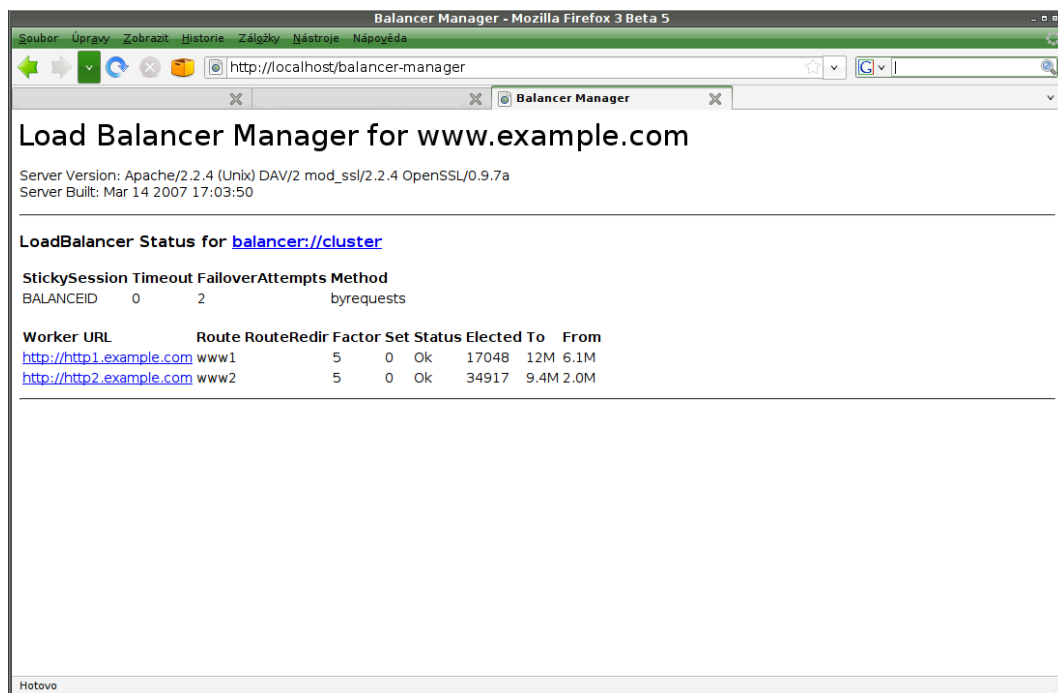 Balancer Manager - Mozilla Firefox 3 Beta 5
Soubor Úpravy Zobrazit Historie Záložky Nástroje Nápověda
http://localhost/balancer-manager G
Balancer Manager
Load Balancer Manager for www.example.com
Server Version: Apache/2.2.4 (Unix) DAV/2 mod_ssl/2.2.4 OpenSSL/0.9.7a
Server Built: Mar 14 2007 17:03:50
LoadBalancer Status for balancer://cluster
StickySession Timeout FailoverAttempts Method
BALANCEID 0 2 byrequests
Worker URL Route RouteRedir Factor Set Status Elected To From
http://http1.example.com www1 5 0 Ok 17048 12M 6.1M
http://http2.example.com www2 5 0 Ok 34917 9.4M 2.0M
Hotovo